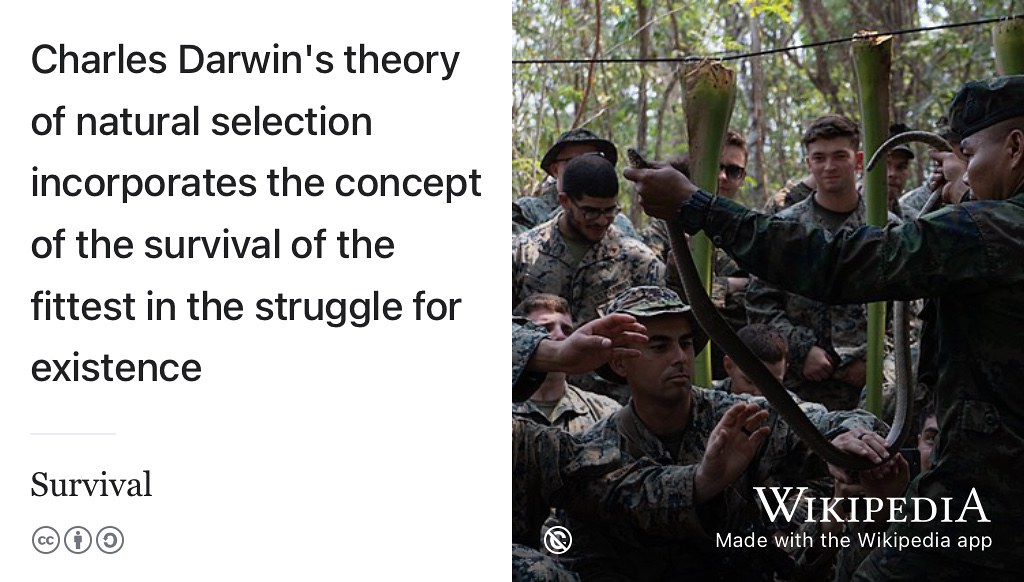 Charles Darwin's theory
of natural selection
incorporates the concept
of the survival of the
fittest in the struggle for
existence
Survival
cc
WIKIPEDIA
Made with the Wikipedia app